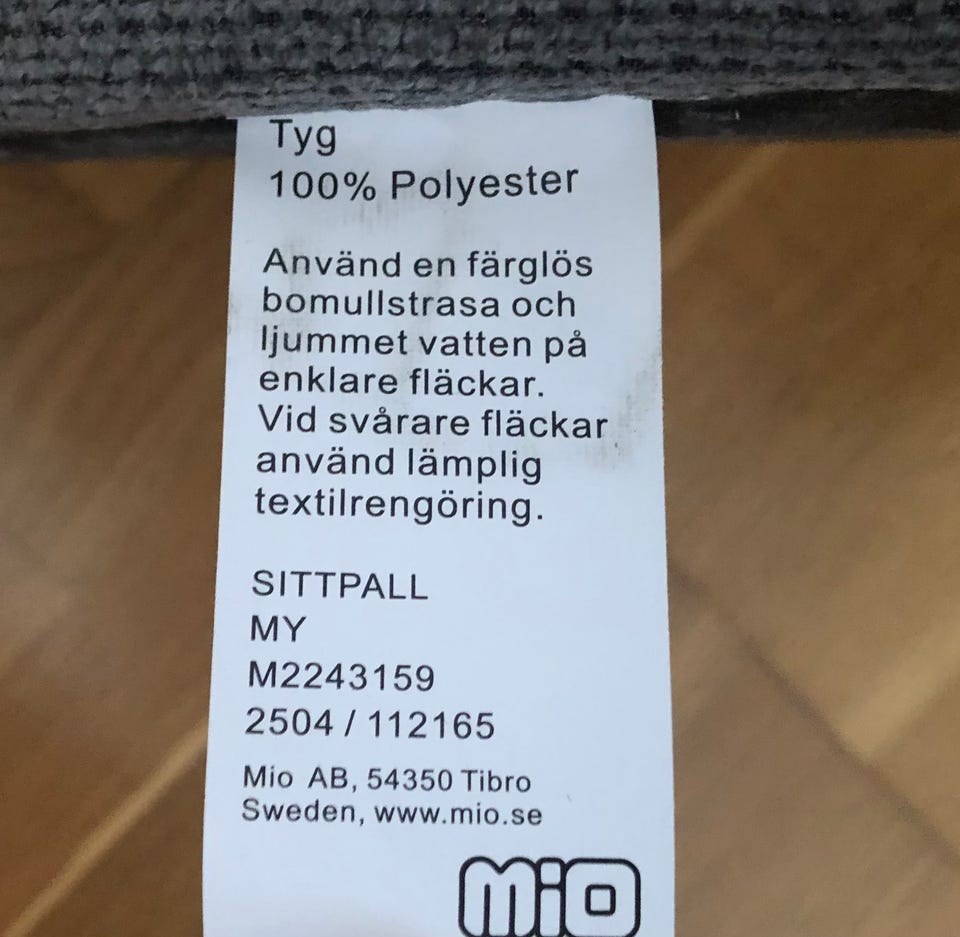 Tyg
100% Polyester
Använd en färglös
bomullstrasa och
ljummet vatten på
enklare fläckar.
Vid svårare fläckar
använd lämplig
textilrengöring.
SITTPALL
MY
M2243159
2504 / 112165
Mio AB, 54350 Tibro
Sweden, www.mio.se
mio